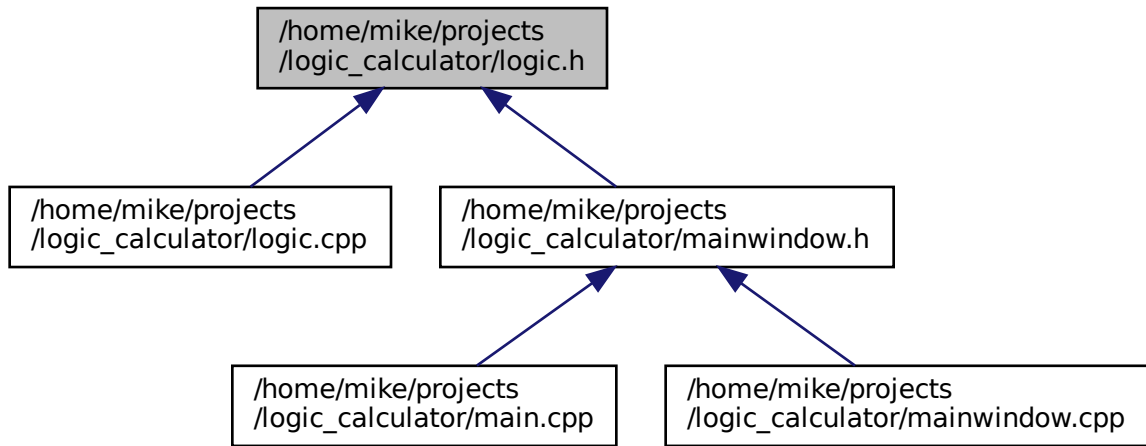 /home/mike/projects
/logic_calculator/logic.h
/home/mike/projects
/logic_calculator/logic.cpp
/home/mike/projects
/logic_calculator/mainwindow.h
/home/mike/projects
/logic_calculator/main.cpp
/home/mike/projects
/logic_calculator/mainwindow.cpp